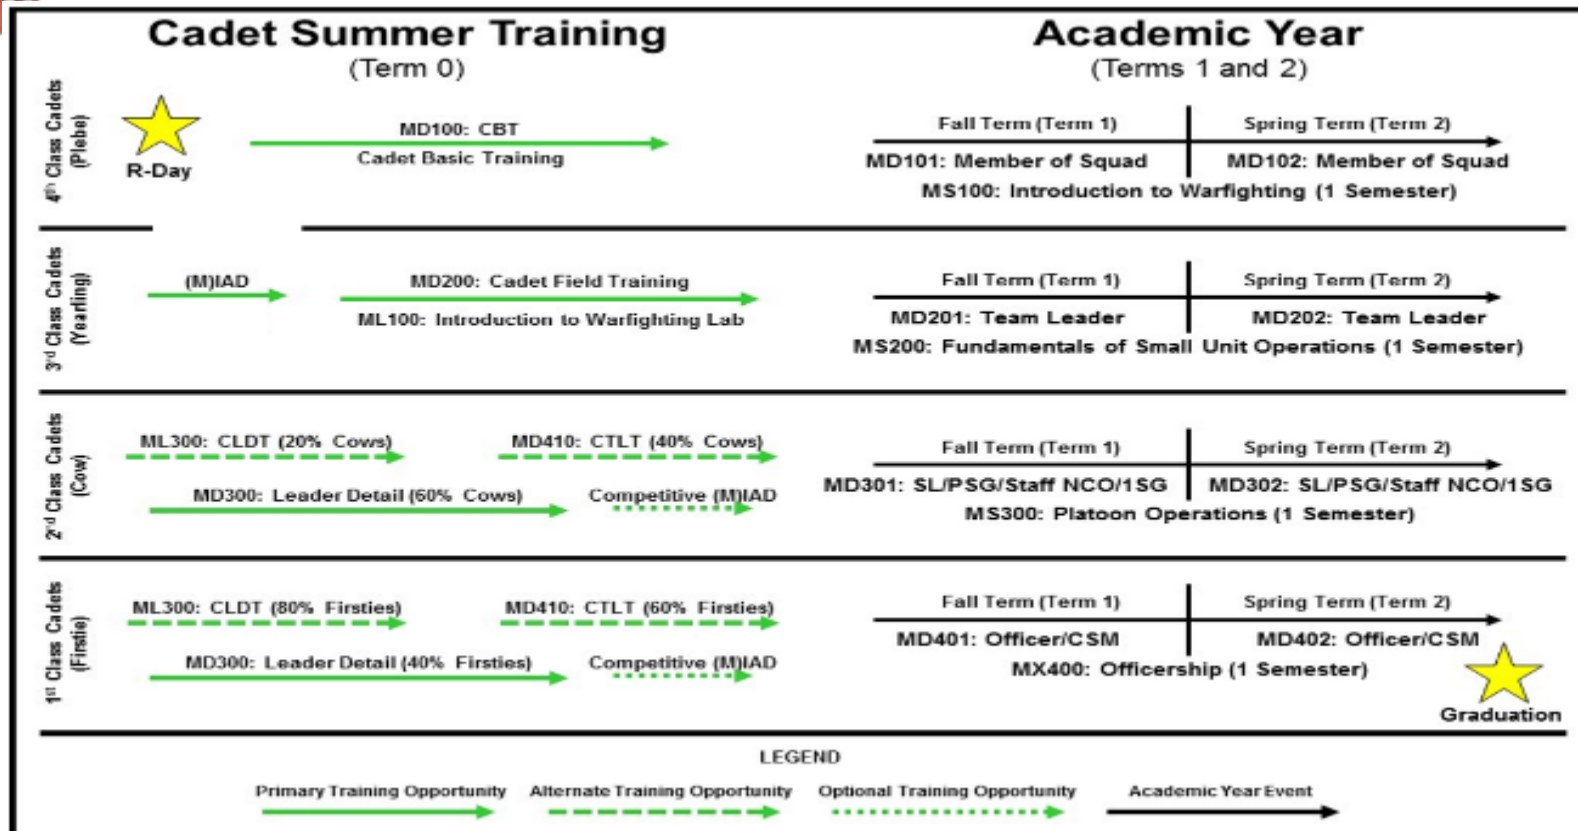 Cadet Summer Training
(Term 0)
Academic Year
(Terms 1 and 2)
4th Class Cadets
(Plebe)
R-Day
MD100: CBT
Cadet Basic Training
Fall Term (Term 1)
Spring Term (Term 2)
MD101: Member of Squad
MD102: Member of Squad
MS100: Introduction to Warfighting (1 Semester)
3rd Class Cadets
(Yearling)
(M)IAD
MD200: Cadet Field Training
ML100: Introduction to Warfighting Lab
Fall Term (Term 1)
Spring Term (Term 2)
MD201: Team Leader
MD202: Team Leader
MS200: Fundamentals of Small Unit Operations (1 Semester)
2nd Class Cadets
(Cow)
ML300: CLDT (20% Cows)
MD410: CTLT (40% Cows)
MD300: Leader Detail (60% Cows)
Competitive (M)IAD
Fall Term (Term 1)
Spring Term (Term 2)
MD301: SL/PSG/Staff NCO/1SG
MD302: SL/PSG/Staff NCO/1SG
MS300: Platoon Operations (1 Semester)
1st Class Cadets
(Firstie)
ML300: CLDT (80% Firsties)
MD410: CTLT (60% Firsties)
MD300: Leader Detail (40% Firsties)
Competitive (M)IAD
Fall Term (Term 1)
Spring Term (Term 2)
MD401: Officer/CSM
MD402: Officer/CSM
MX400: Officership (1 Semester)
Graduation
LEGEND
Primary Training Opportunity
Alternate Training Opportunity
Optional Training Opportunity
Academic Year Event